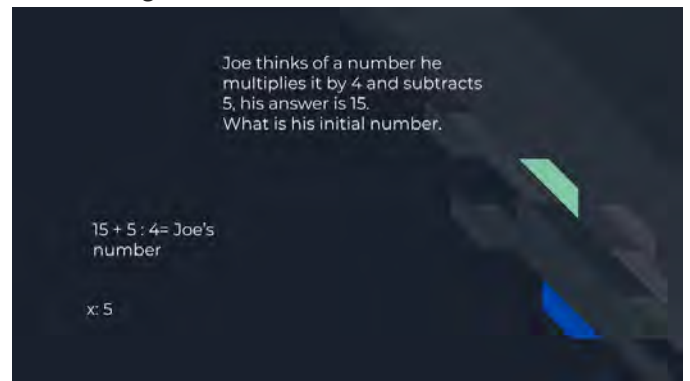 Joe thinks of a number he
multiplies it by 4 and subtracts
5, his answer is 15.
What is his initial number.
15 + 5 : 4= Joe's
number
x: 5